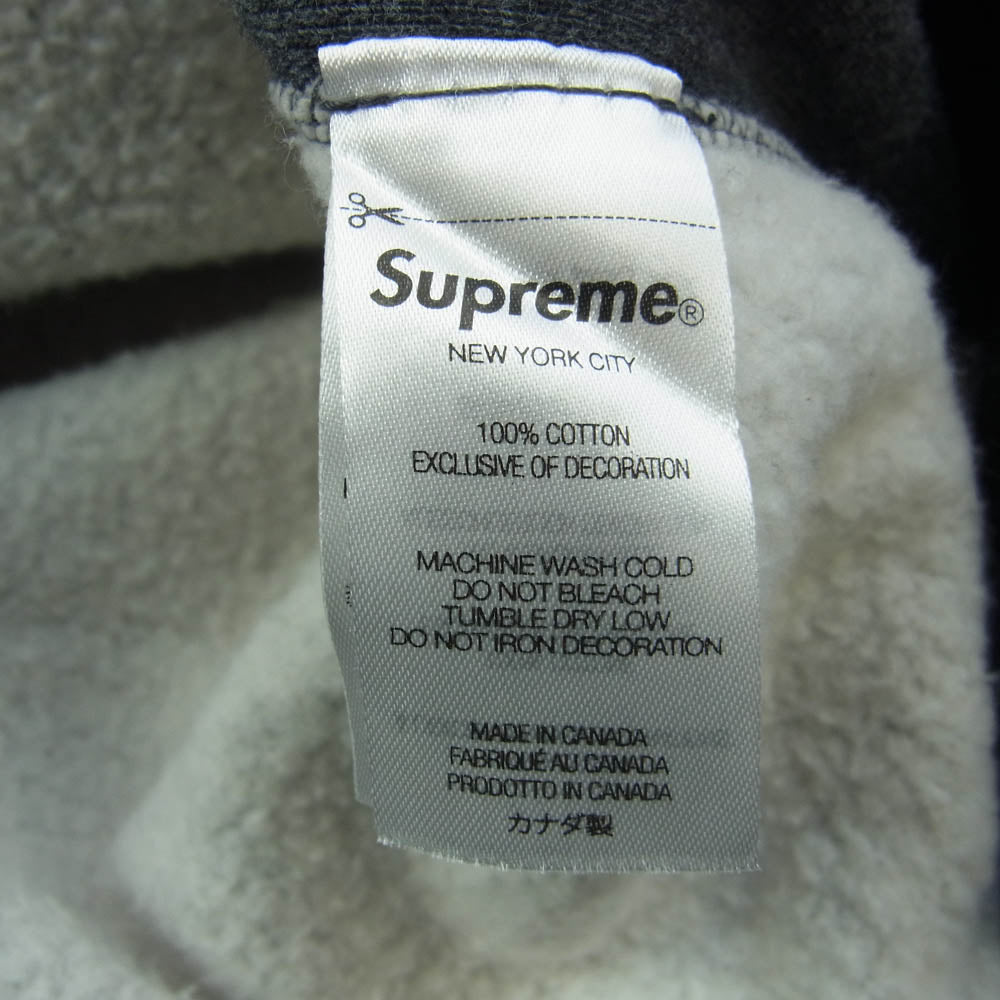 Supreme®
NEW YORK CITY
100% COTTON
EXCLUSIVE OF DECORATION
MACHINE WASH COLD
DO NOT BLEACH
TUMBLE DRY LOW
DO NOT IRON DECORATION
MADE IN CANADA
FABRIQUÉ AU CANADA
PRODOTTO IN CANADA
カナダ製